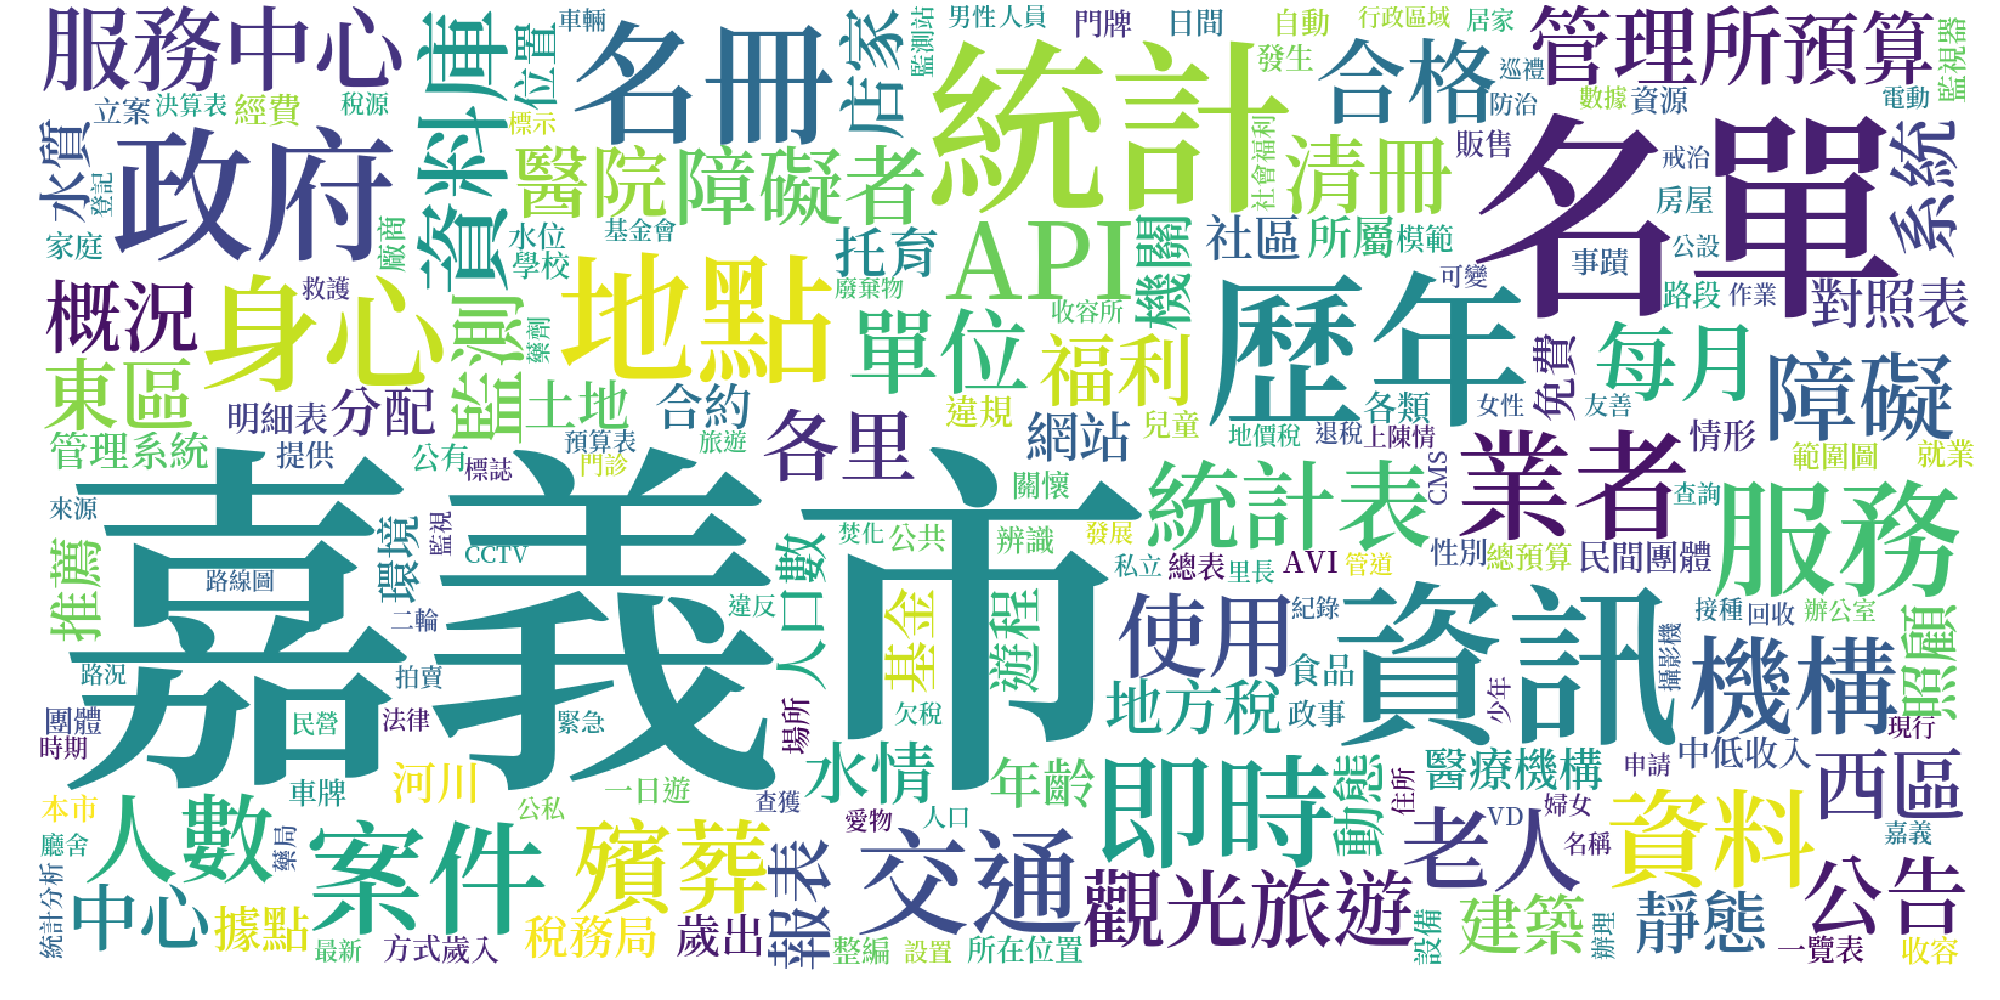 服務中心
資料庫
位置
名冊
店家
監測站
男性人員
門牌
日間
自動
行政區域
居家
管理所
預算
監視器
車輛
統計
發生
合格
巡禮
防治
數據
資源
電動
立案
決算表
經費
稅源
標示
水質
登記
政府
醫院
障礙者
社會福利
清冊
販售
名單
戒治
系統
房屋
家庭
廠商
水位
學校
基金會
托育
API
機關
社區
所屬
模範
事蹟
公設
概況
救護
身心
監測
藥劑
地點
廢棄物
單位
收容所
福利
歷年
可變
路段
作業
對照表
免費
每月
障礙
東區
明細表
分配
土地
合約
各里
違規
網站
兒童
地價稅
退稅
各類
上陳情
女性
友善
情形
範圍圖
就業
管理系統
提供
公有
標誌
預算表
門診
旅遊
關懷
統計表
CMS
業者
查詢
服務
來源
嘉義市
環境
監視
CCTV
人口數
焚化
公共
辨識
發展
私立
里長
總表
AVI
管道
性別
總預算
民間團體
推薦
路線圖
二輪
違反
基金
遊程
使用
紀錄
資訊
攝影機
接種
回收
辦公室
照顧
機構
路況
拍賣
團體
時期
民營
法律
緊急
場所
欠稅
地方稅
食品
政事
少年
中低收入
現行
本市
人數
車牌
河川
公私
一日遊
查獲
水情
年齡
即時
動態
住所
醫療機構
VD
申請
婦女
西區
廳舍
統計分析
藥局
案件
殯葬
報表
愛物
人口
交通
老人
名稱
資料
嘉義
中心
據點
最新
方式歲入
稅務局
歲出
整編
設置
所在位置
觀光旅遊
設備
建築
辦理
靜態
公告
一覽表
收容